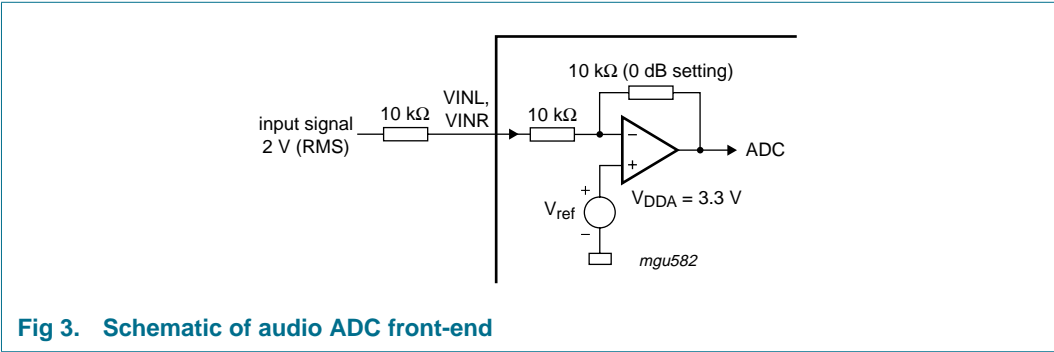 10 kΩ (0 dB setting)
input signal
2 V (RMS)
10 kΩ
VINL,
VINR
10 kΩ
−
+
ADC
VDDA = 3.3 V
+
Vref
−
mgu582
Fig 3. Schematic of audio ADC front-end